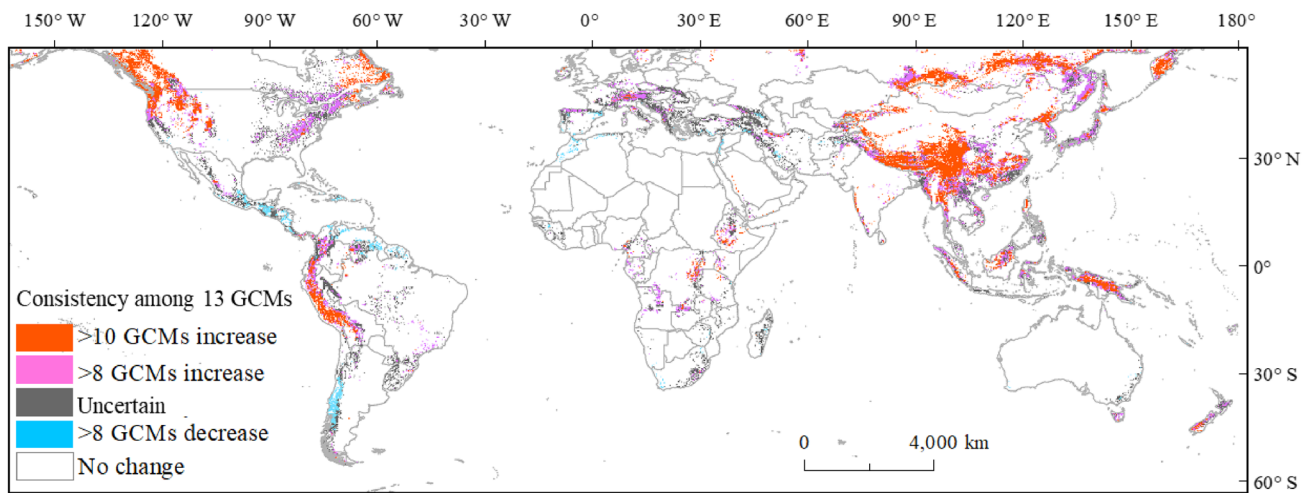 150° W 120° W 90° W 60° W 30° W 0° 30° E 60° E 90° E 120° E 150° E 180°
30° N
0°
30° S
60° S
Consistency among 13 GCMs
>10 GCMs increase
>8 GCMs increase
Uncertain
>8 GCMs decrease
No change
0 4,000 km